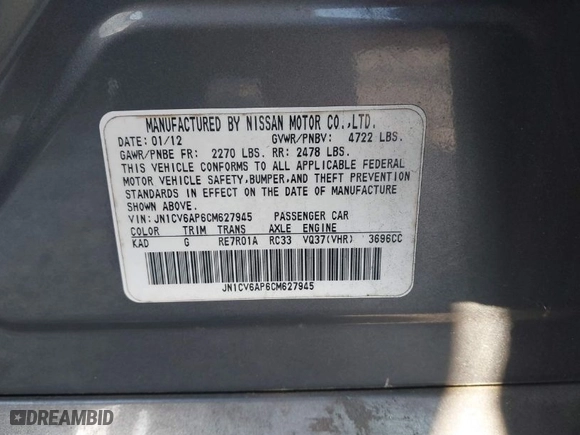 MANUFACTURED BY NISSAN MOTOR CO.,LTD.
DATE: 01/12 GVWR/PNBV: 4722 LBS.
GAWR/PNBE FR: 2270 LBS. RR: 2478 LBS.
THIS VEHICLE CONFORMS TO ALL APPLICABLE FEDERAL
MOTOR VEHICLE SAFETY,BUMPER,AND THEFT PREVENTION
STANDARDS IN EFFECT ON THE DATE OF MANUFACTURE
SHOWN ABOVE.
VIN: JN1CV6AP6CM627945 PASSENGER CAR
COLOR TRIM TRANS AXLE ENGINE
KAD G RE7R01A RC33 VQ37(VHR) 3696CC
JN1CV6AP6CM627945
DREAMBID